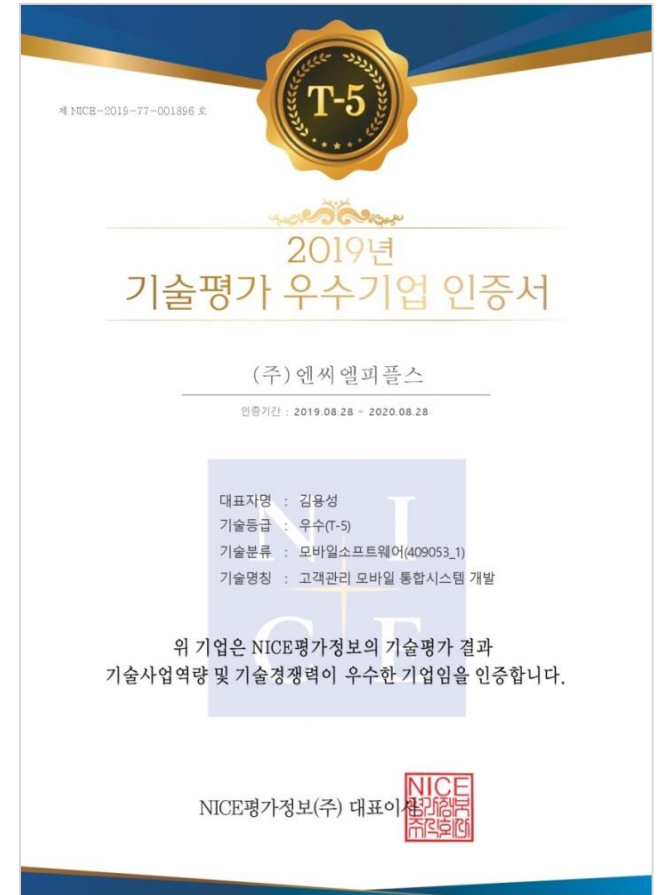 제 NICE-2019-77-001896 호
T-5
2019년
기술평가 우수기업 인증서
(주)엔씨엘피플스
인증기간 : 2019.08.28 ~ 2020.08.28
대표자명 : 김용성
기술등급 : 우수(T-5)
기술분류 : 모바일소프트웨어(409053_1)
기술명칭 : 고객관리 모바일 통합시스템 개발
NICE
위 기업은 NICE평가정보의 기술평가 결과
기술사업역량 및 기술경쟁력이 우수한 기업임을 인증합니다.
NICE평가정보(주) 대표이사
NICE